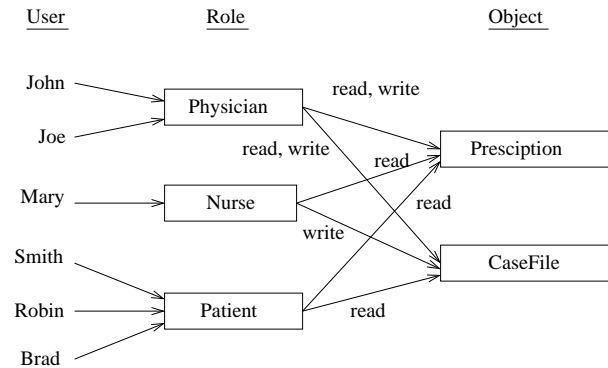 User Role Object
John
Physician
read, write
Joe
read, write
read
Presciption
Mary
Nurse
read
write
Smith
CaseFile
Robin
Patient
read
Brad